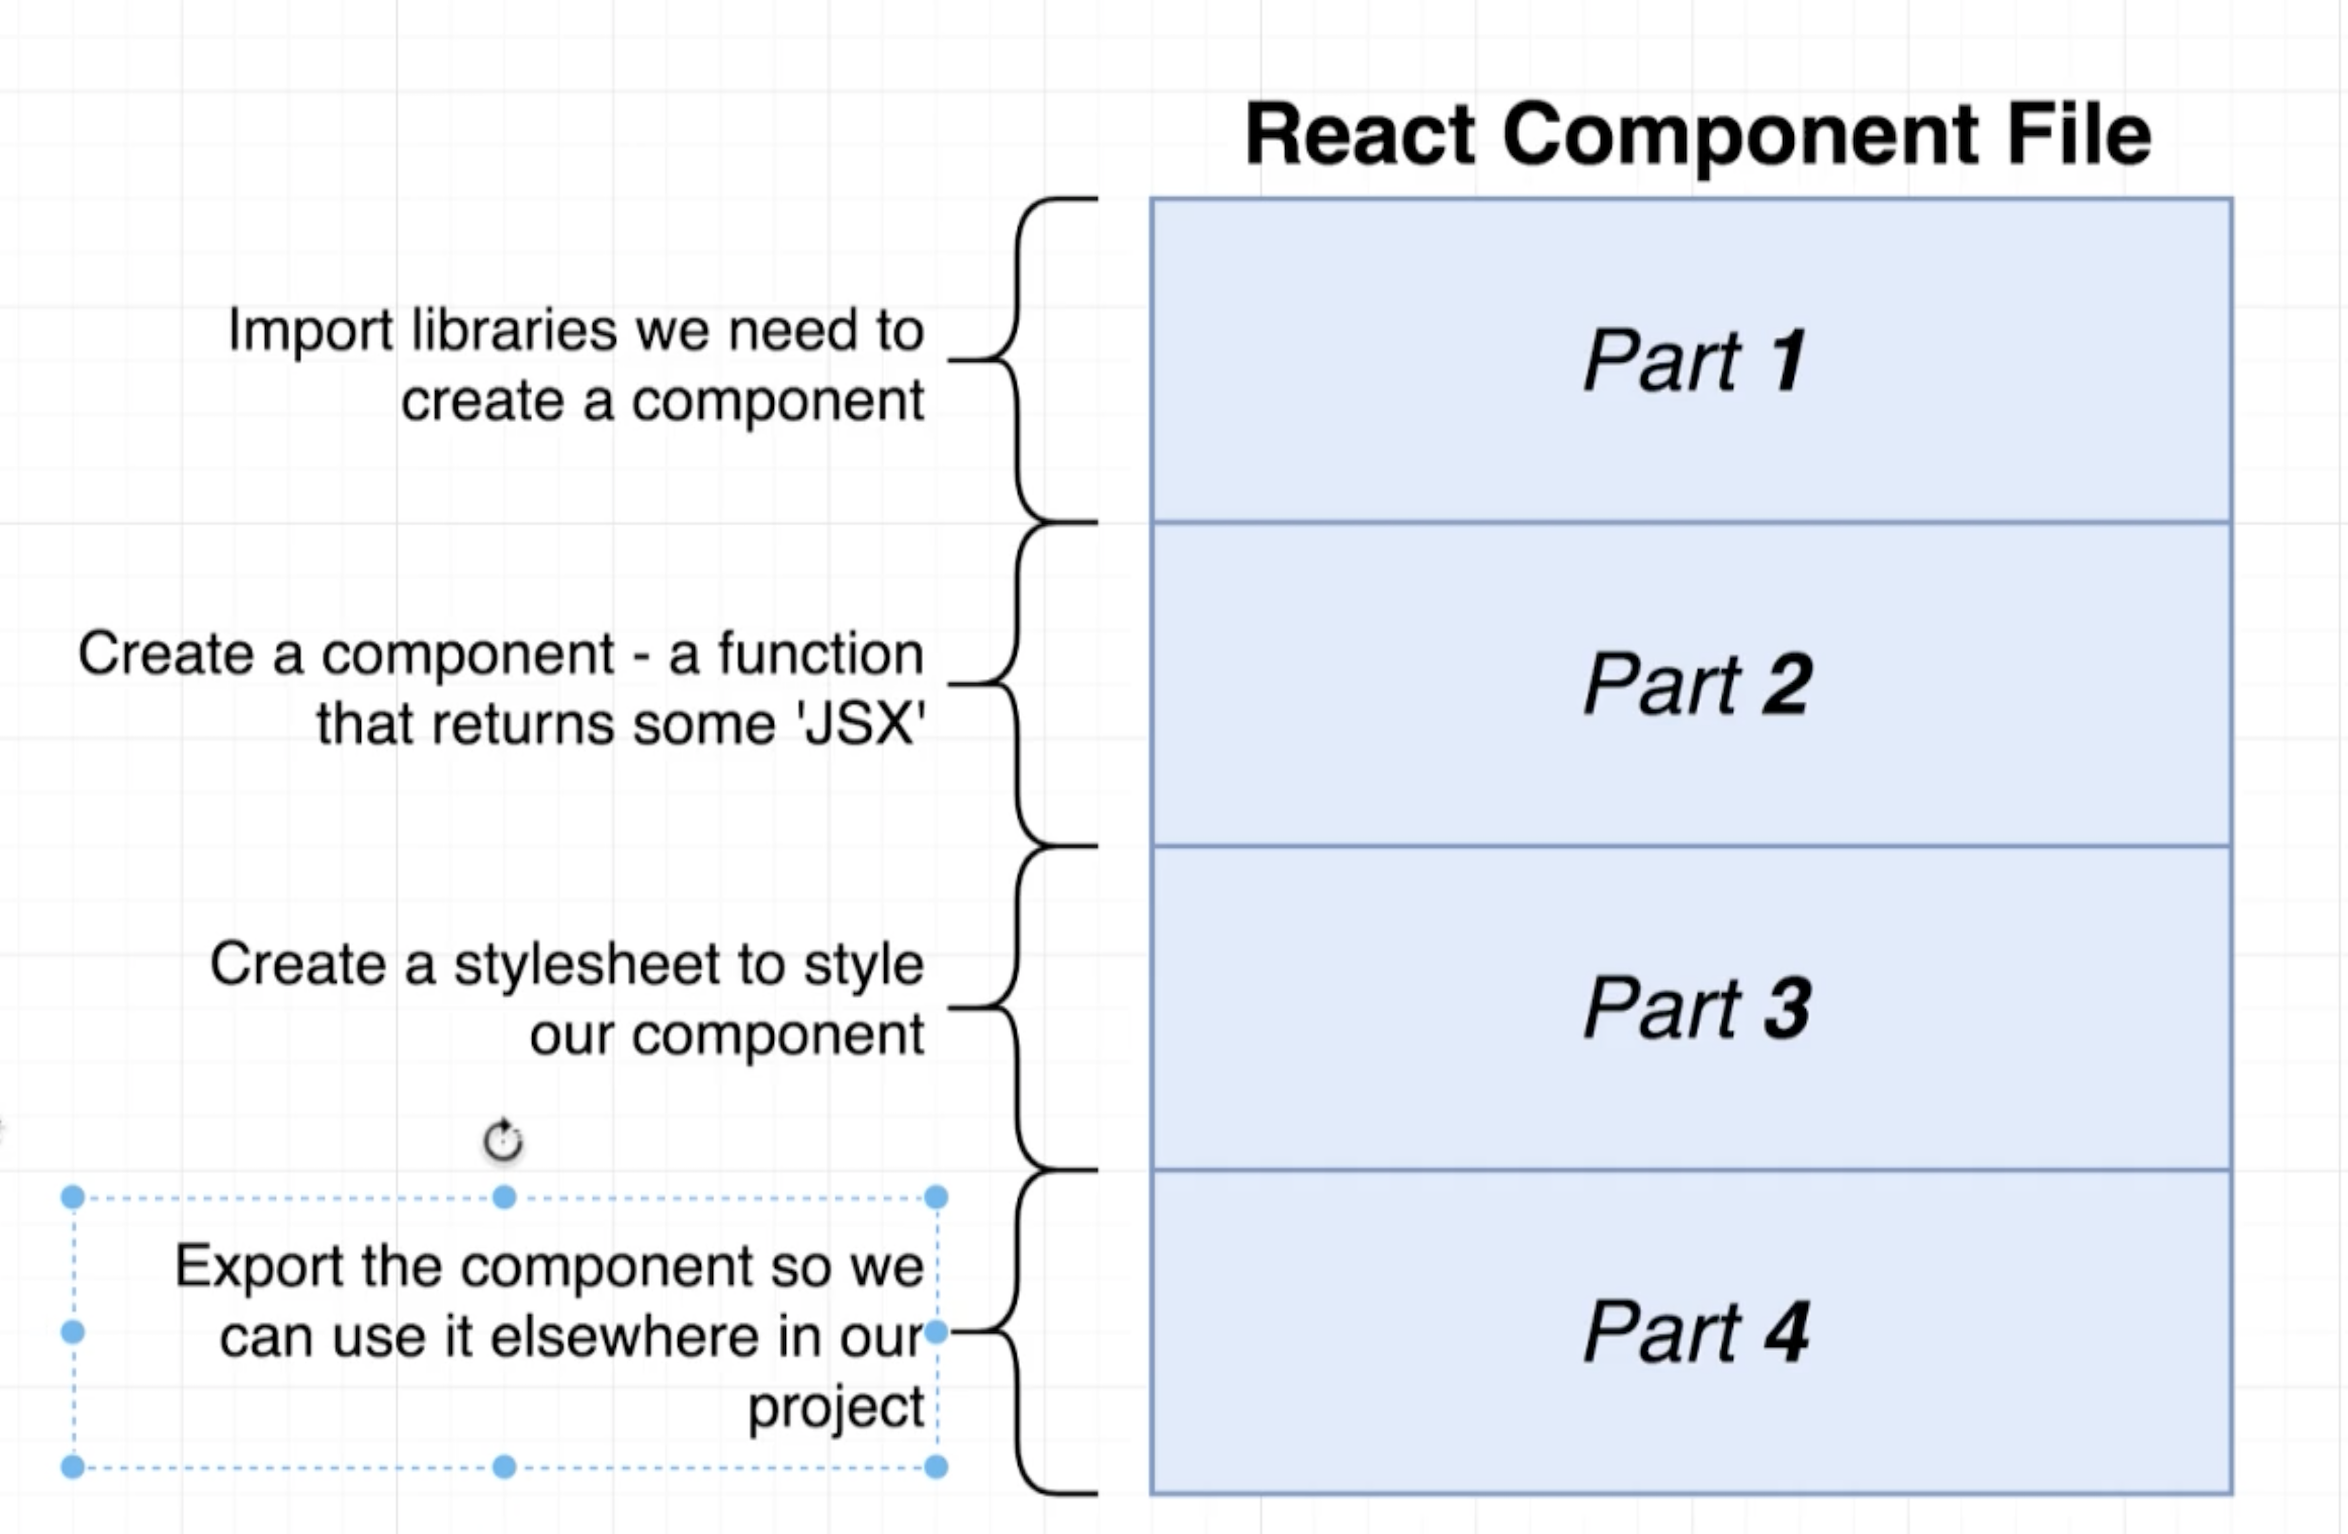 React Component File
Import libraries we need to
create a component
Part 1
Create a component - a function
that returns some 'JSX'
Part 2
Create a stylesheet to style
our component
Part 3
Export the component so we
can use it elsewhere in our
project
Part 4